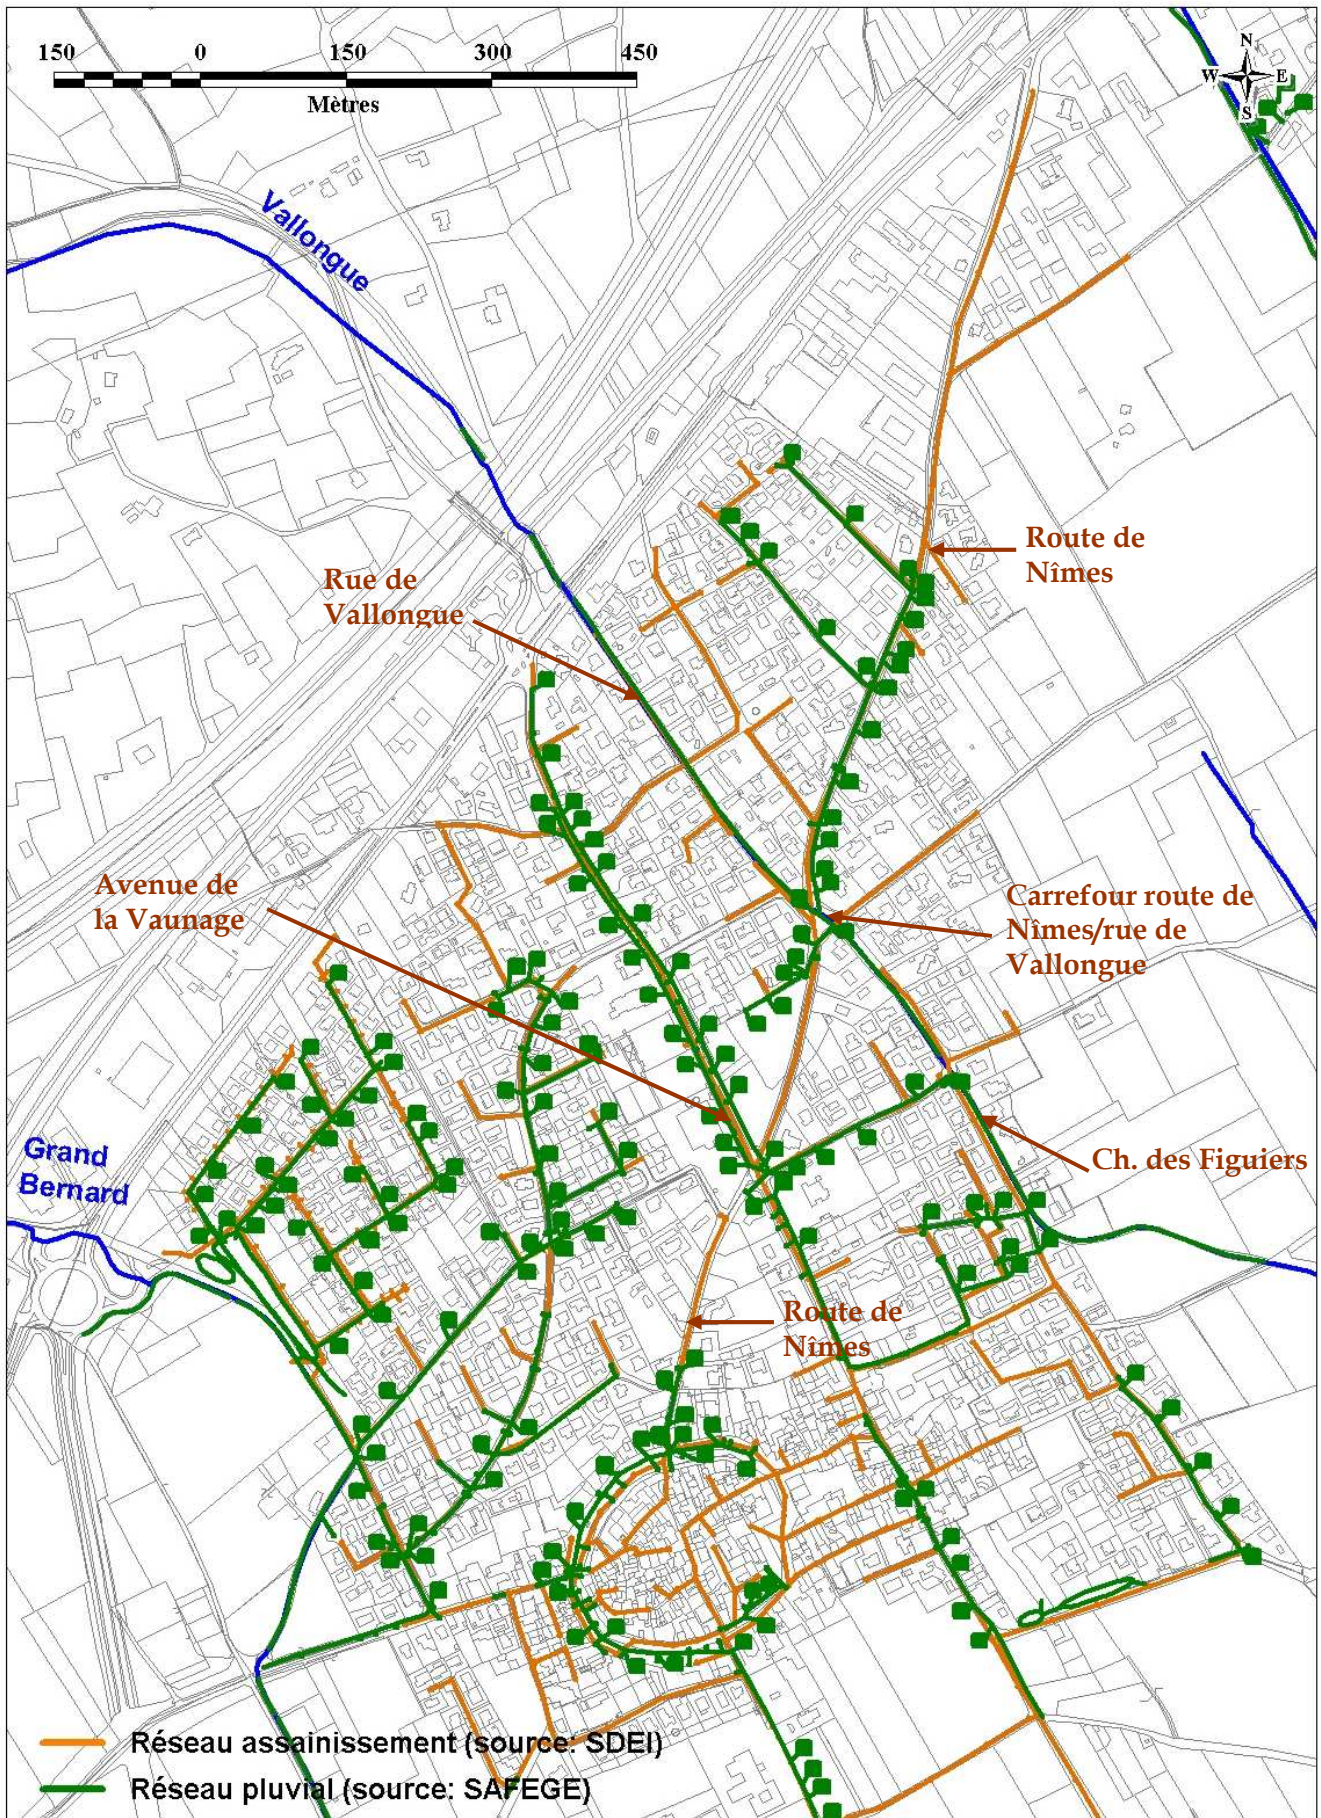 150 0 150 300 450
Mètres
N
W E
S
Vallongue
Route de
Nîmes
Rue de
Vallongue
Avenue de
la Vaunage
Carrefour route de
Nîmes/rue de
Vallongue
Grand
Bernard
Ch. des Figuiers
Route de
Nîmes
Réseau assainissement (source: SDEI)
Réseau pluvial (source: SAFEGE)